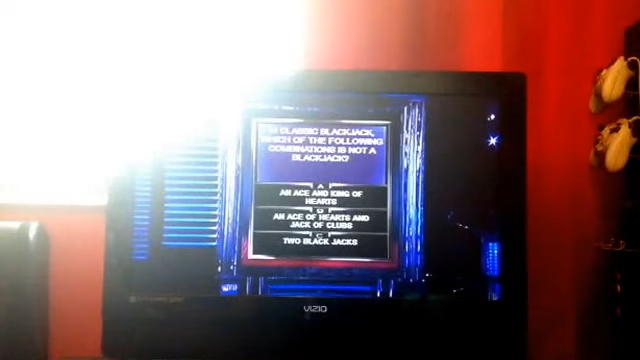 IN CLASSIC BLACKJACK,
WHICH OF THE FOLLOWING
COMBINATIONS IS NOT A
BLACKJACK?
A
AN ACE AND KING OF
HEARTS
B
AN ACE OF HEARTS AND
JACK OF CLUBS
C
TWO BLACK JACKS
VIZIO